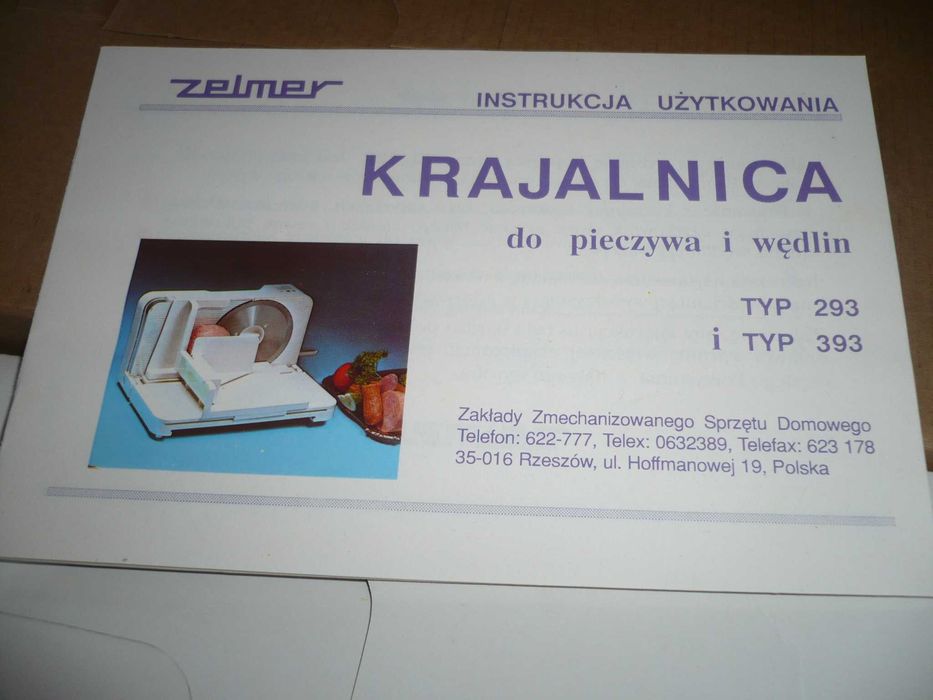 zelmer
INSTRUKCJA UŻYTKOWANIA
KRAJALNICA
do pieczywa i wędlin
TYP 293
i TYP 393
Zakłady Zmechanizowanego Sprzętu Domowego
Telefon: 622-777, Telex: 0632389, Telefax: 623 178
35-016 Rzeszów, ul. Hoffmanowej 19, Polska